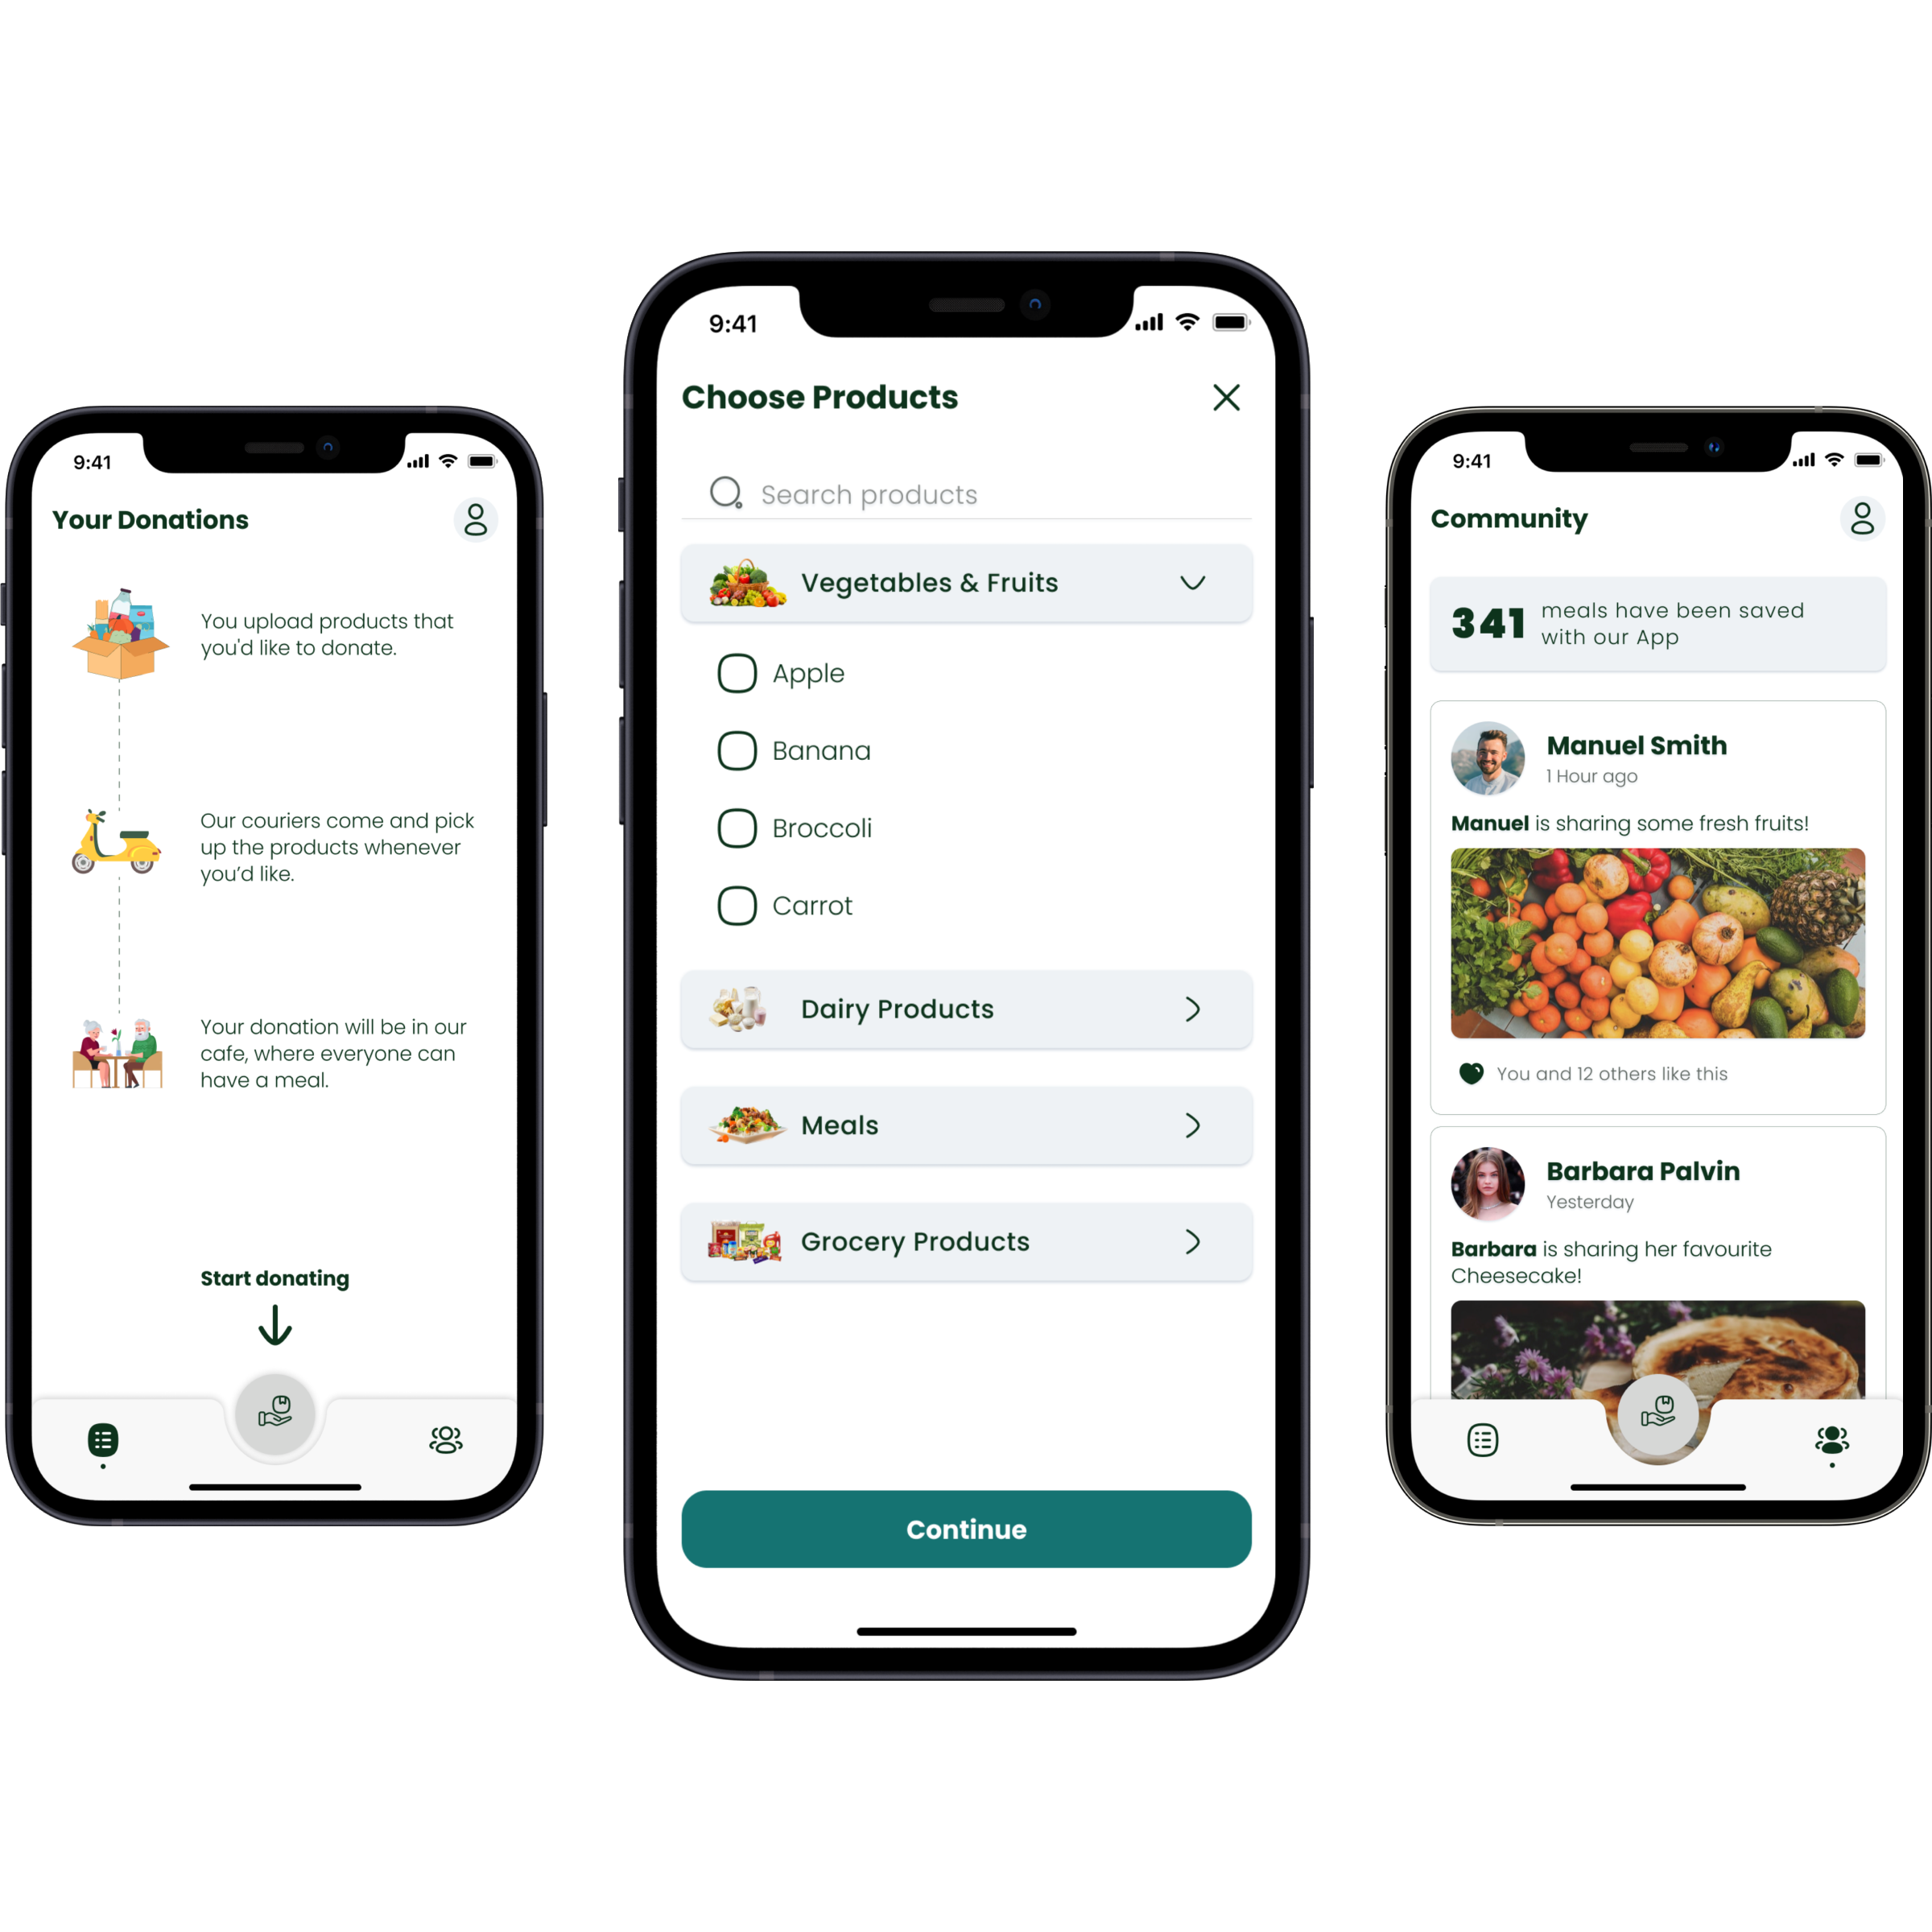 9:41
Your Donations
You upload products that
you'd like to donate.
Our couriers come and pick
up the products whenever
you’d like.
Your donation will be in our
cafe, where everyone can
have a meal.
Start donating
9:41
Choose Products
Search products
Vegetables & Fruits
Apple
Banana
Broccoli
Carrot
Dairy Products
Meals
Grocery Products
Continue
9:41
Community
341 meals have been saved
with our App
Manuel Smith
1 Hour ago
Manuel is sharing some fresh fruits!
You and 12 others like this
Barbara Palvin
Yesterday
Barbara is sharing her favourite
Cheesecake!